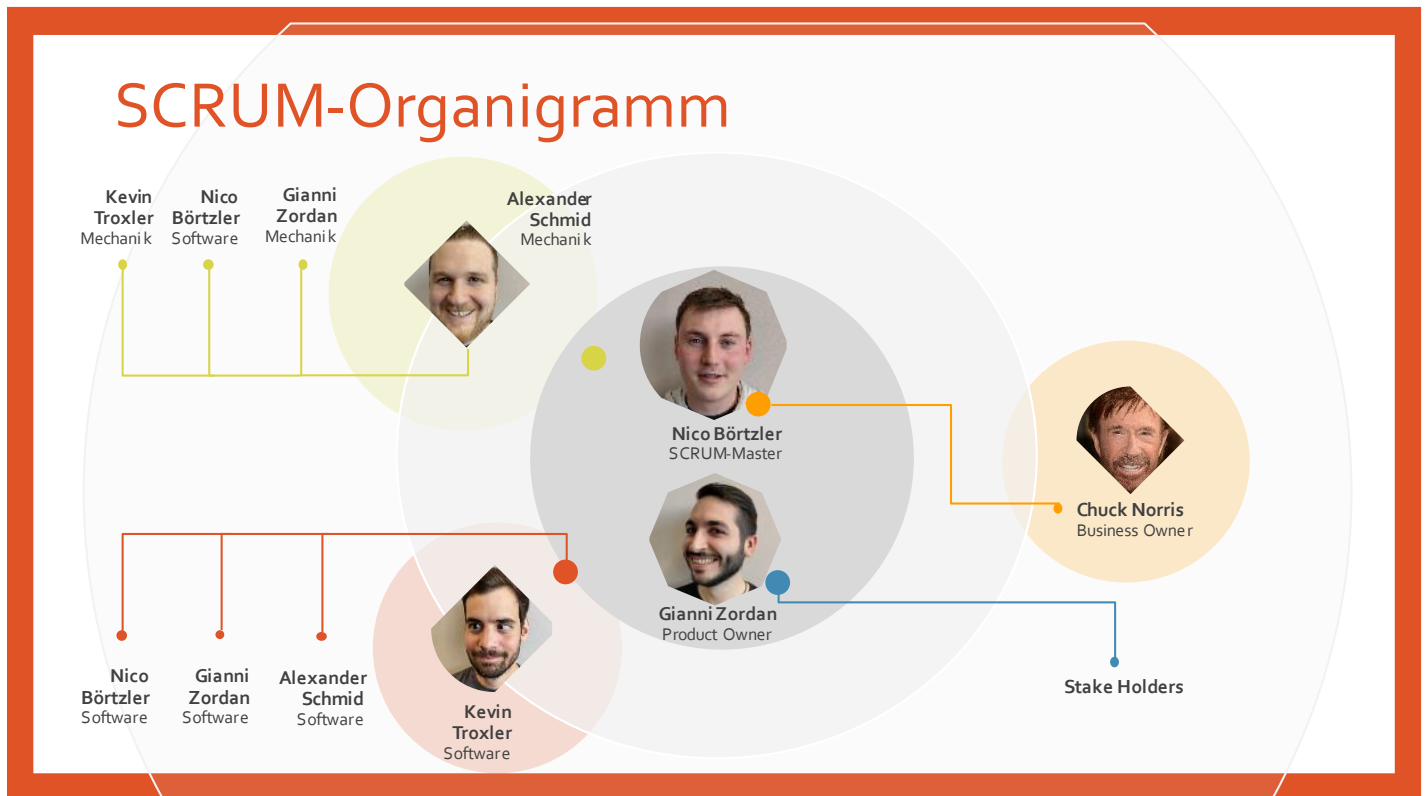 SCRUM-Organigramm
Kevin
Troxler
Mechanik
Nico
Börtzler
Software
Gianni
Zordan
Mechanik
Alexander
Schmid
Mechanik
Nico Börtzler
SCRUM-Master
Chuck Norris
Business Owner
Gianni Zordan
Product Owner
Stake Holders
Nico
Börtzler
Software
Gianni
Zordan
Software
Alexander
Schmid
Software
Kevin
Troxler
Software